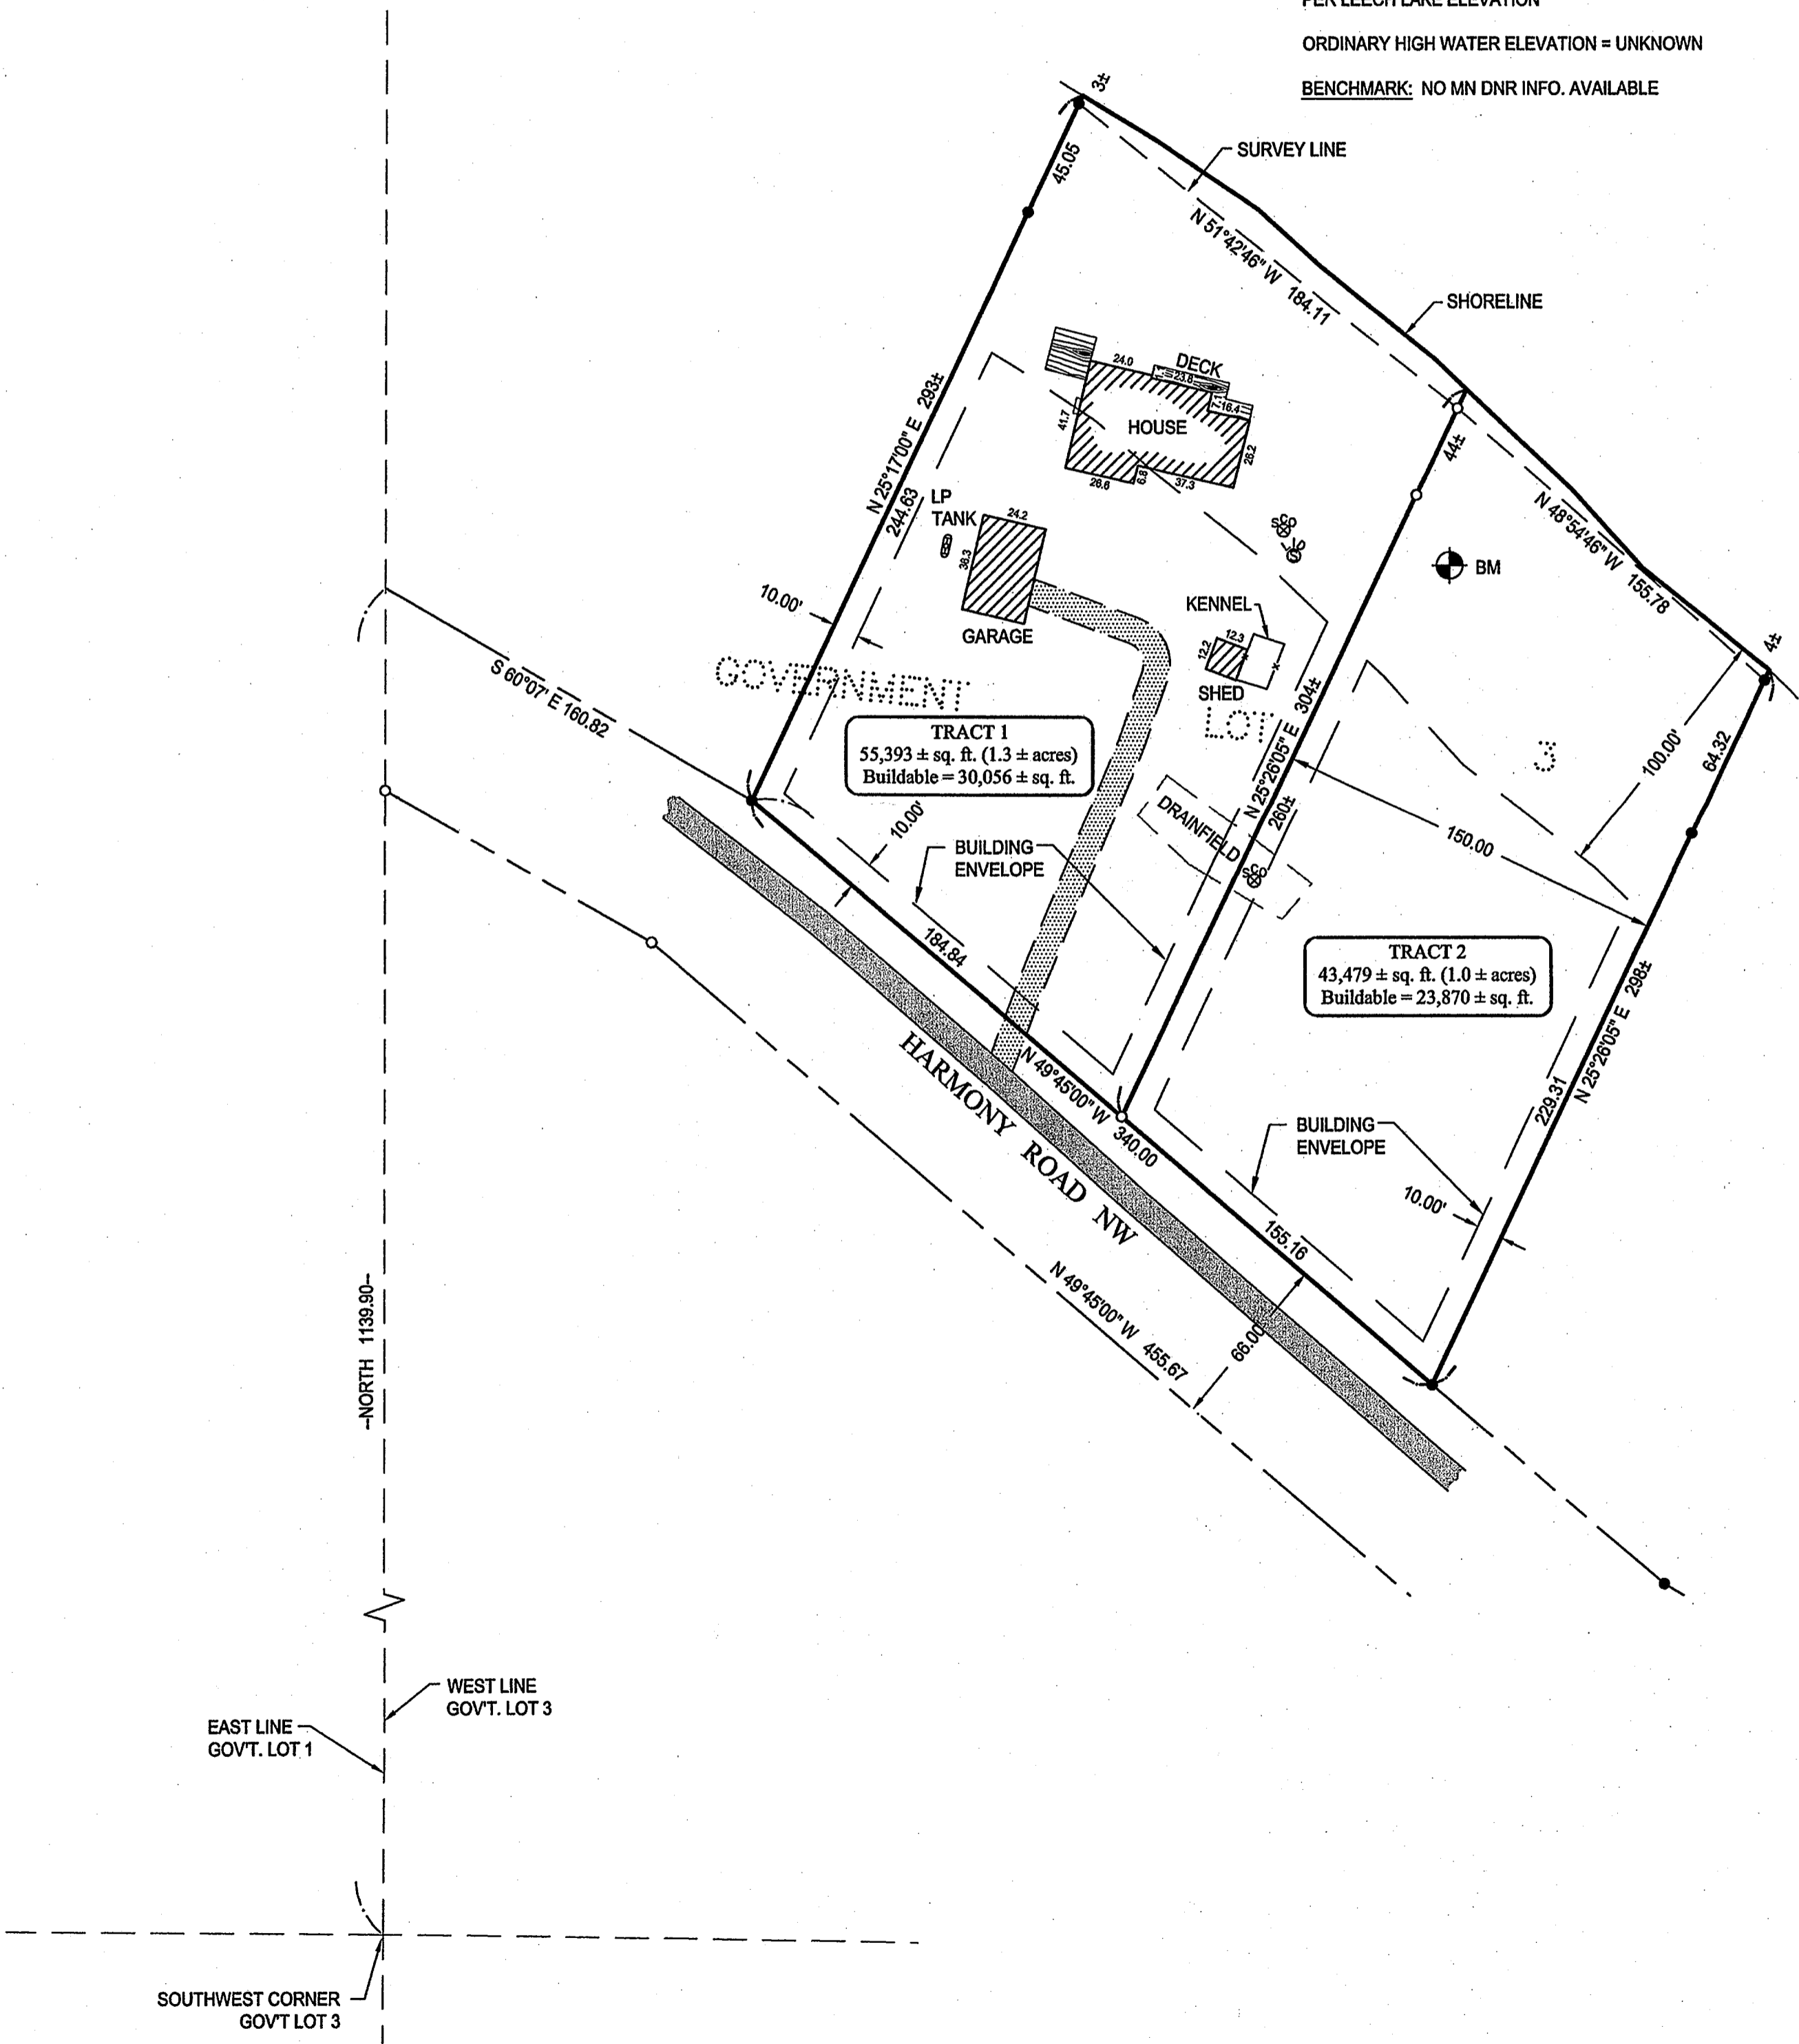 PER LEECH LAKE ELEVATION
ORDINARY HIGH WATER ELEVATION = UNKNOWN
BENCHMARK: NO MN DNR INFO. AVAILABLE
3±
SURVEY LINE
45.05
N 51°42'46" W 184.11
SHORELINE
N 25°17'00" E 293±
244.63
24.0
DECK
23.8
7.1
16.4
41.7
HOUSE
26.2
26.6
6.8
37.3
44±
N 48°54'46" W 155.78
LP
TANK
24.2
36.3
GARAGE
BM
10.00'
KENNEL
12.3
12.2
SHED
4±
S 60°07' E 160.82
GOVERNMENT
LOT
3
TRACT 1
55,393 ± sq. ft. (1.3 ± acres)
Buildable = 30,056 ± sq. ft.
N 25°26'05" E 304±
260±
100.00'
64.32
DRAINFIELD
150.00
10.00'
BUILDING
ENVELOPE
184.84
TRACT 2
43,479 ± sq. ft. (1.0 ± acres)
Buildable = 23,870 ± sq. ft.
N 25°26'05" E 298±
229.31
HARMONY ROAD NW
N 49°45'00" W 340.00
BUILDING
ENVELOPE
10.00'
155.16
66.00
N 49°45'00" W 455.67
--NORTH 1139.90--
WEST LINE
GOV'T. LOT 3
EAST LINE
GOV'T. LOT 1
SOUTHWEST CORNER
GOV'T LOT 3